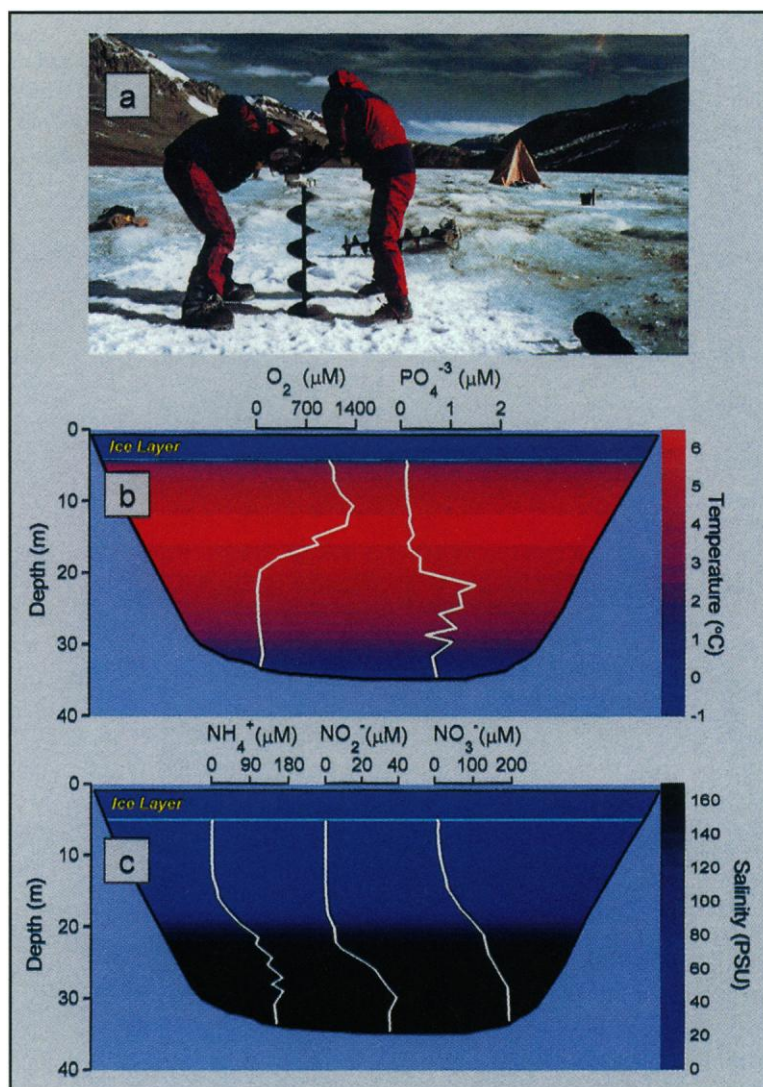 a
O₂ (μM) PO₄⁻³ (μM)
0 700 1400 0 1 2
0
10
20
30
40
Depth (m)
Ice Layer
b
6
5
4
3
2
1
0
-1
Temperature (°C)
NH₄⁺(μM) NO₂⁻(μM) NO₃⁻(μM)
0 90 180 0 20 40 0 100 200
0
10
20
30
40
Depth (m)
Ice Layer
c
160
140
120
100
80
60
40
20
0
Salinity (PSU)